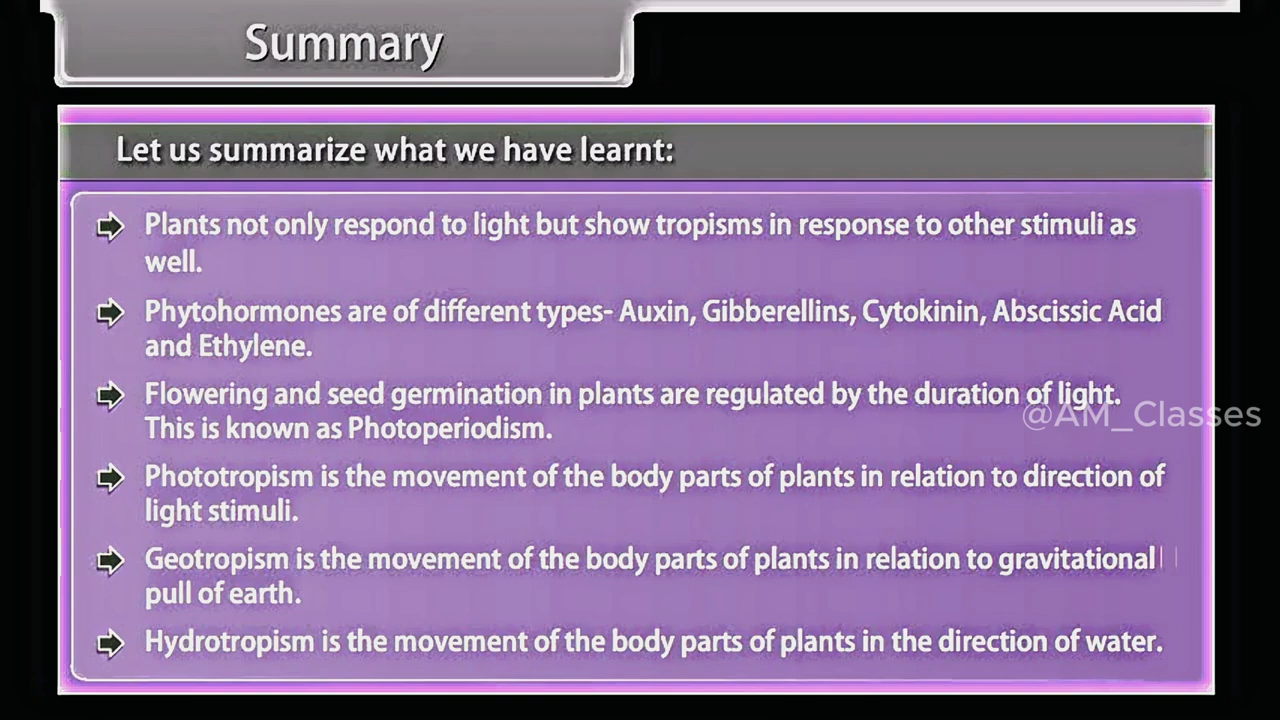 Summary
Let us summarize what we have learnt:
Plants not only respond to light but show tropisms in response to other stimuli as
well.
Phytohormones are of different types- Auxin, Gibberellins, Cytokinin, Abscissic Acid
and Ethylene.
Flowering and seed germination in plants are regulated by the duration of light.
This is known as Photoperiodism.
@AM_Classes
Phototropism is the movement of the body parts of plants in relation to direction of
light stimuli.
Geotropism is the movement of the body parts of plants in relation to gravitational
pull of earth.
Hydrotropism is the movement of the body parts of plants in the direction of water.